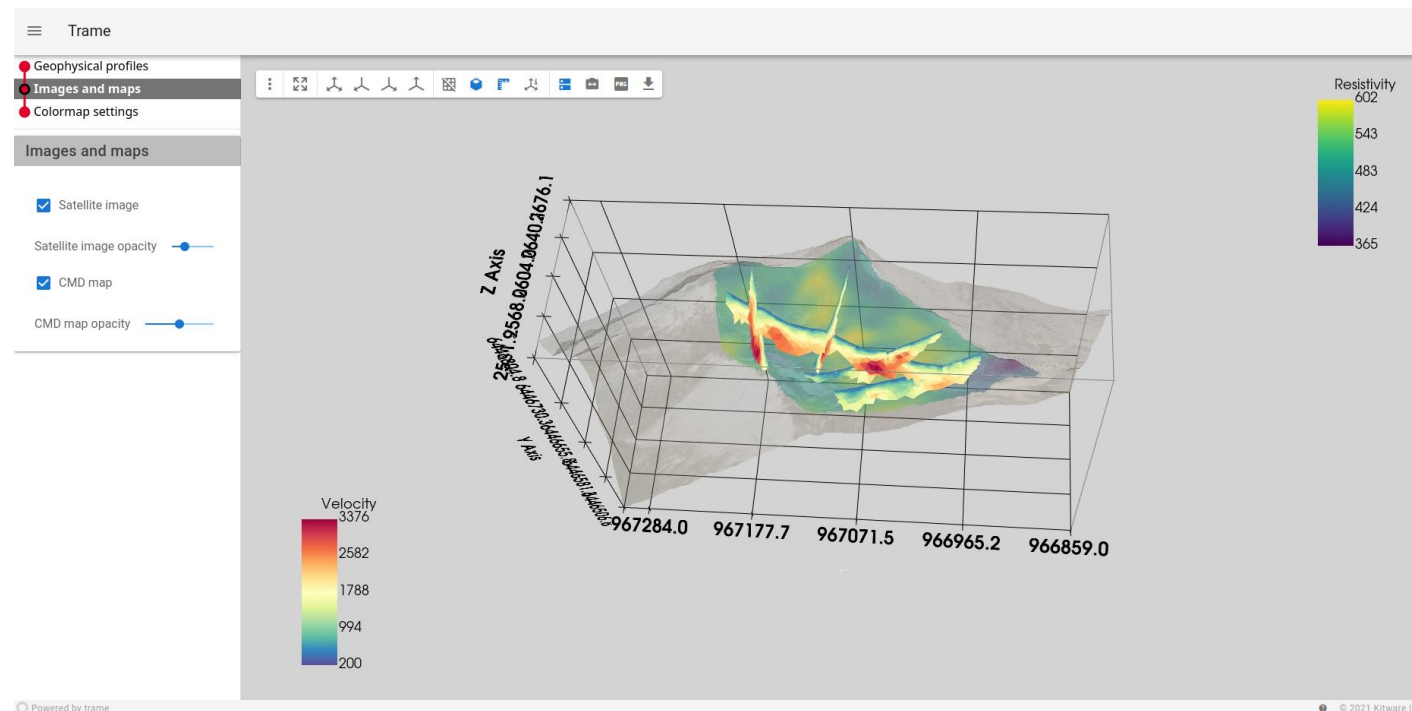 Trame
Geophysical profiles
Images and maps
Colormap settings
Images and maps
Satellite image
Satellite image opacity
CMD map
CMD map opacity
PNG
Resistivity
602
543
483
424
365
Z Axis
Y Axis
967284.0
967177.7
967071.5
966965.2
966859.0
Velocity
3376
2582
1788
994
200
Powered by trame
© 2021 Kitware I